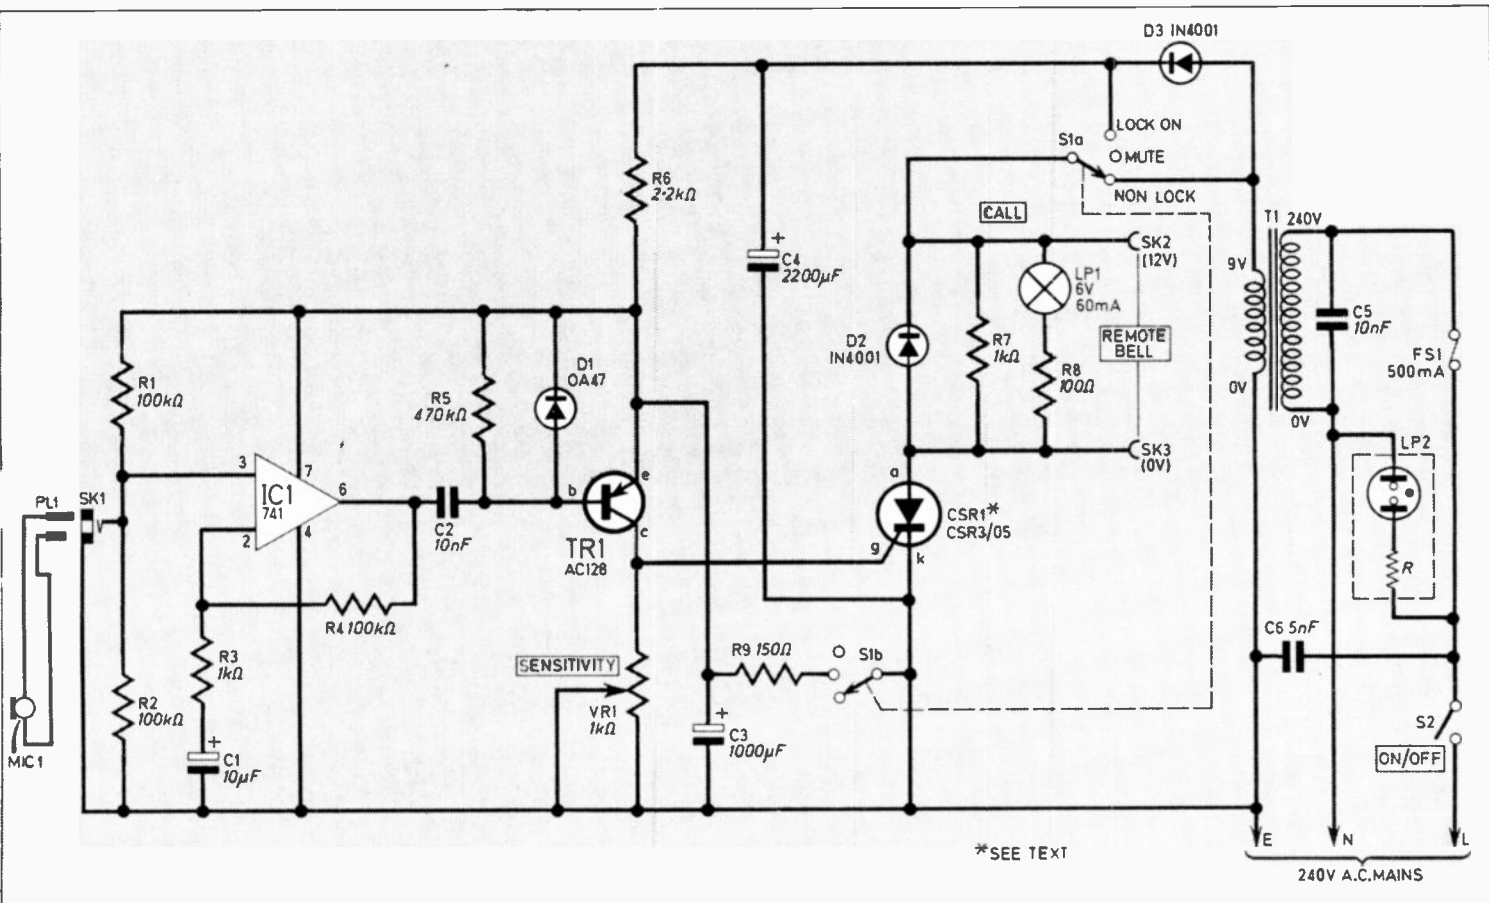 D3 IN4001
LOCK ON
S1a
MUTE
NON LOCK
R6
2·2kΩ
CALL
SK2
(12V)
T1
240V
+
C4
2200µF
9V
LP1
6V
60mA
C5
10nF
D2
IN4001
R7
1kΩ
REMOTE
BELL
FS1
500mA
R1
100kΩ
D1
OA47
R5
470kΩ
R8
100Ω
0V
0V
LP2
SK3
(0V)
3
7
IC1
741
6
2
4
PL1
SK1
C2
10nF
b
e
c
TR1
AC128
a
g
k
CSR1*
CSR3/05
R
R4 100kΩ
R3
1kΩ
SENSITIVITY
VR1
1kΩ
R9 150Ω
S1b
C6 5nF
R2
100kΩ
+
C1
10µF
+
C3
1000µF
S2
ON/OFF
MIC1
*SEE TEXT
E
N
L
240V A.C. MAINS